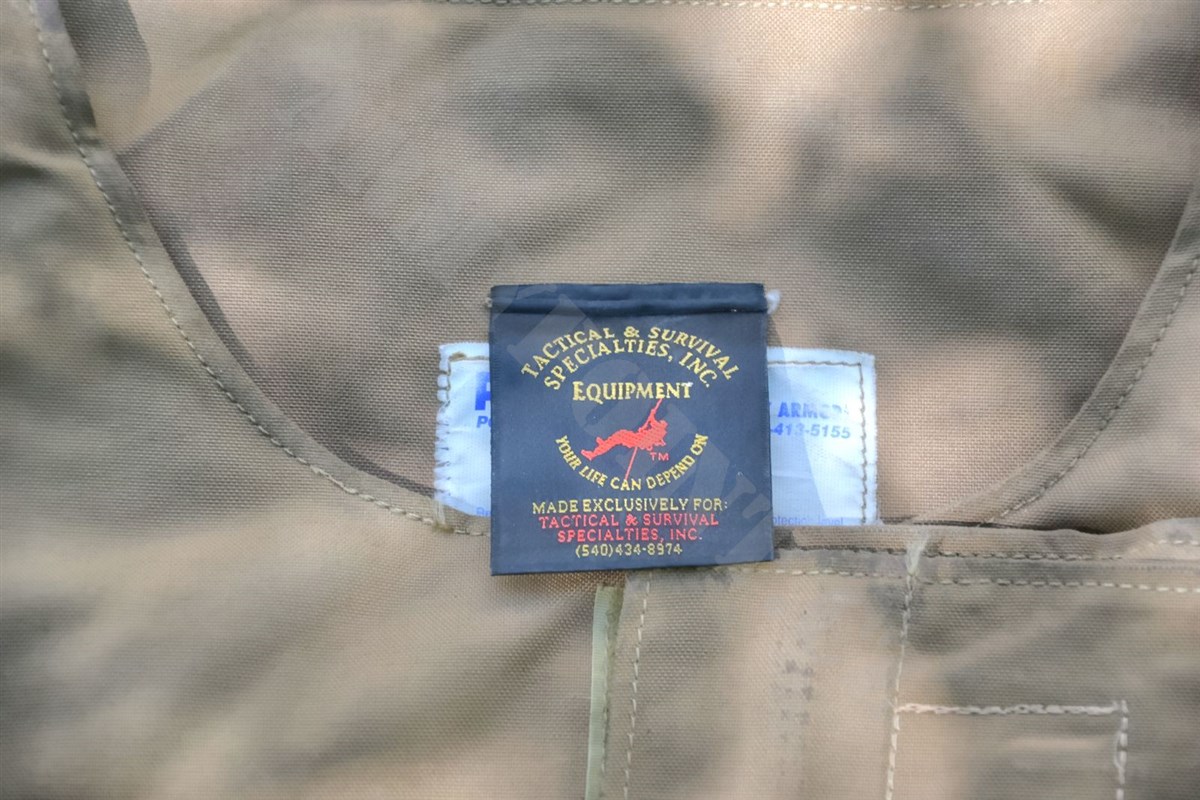 TACTICAL & SURVIVAL
SPECIALTIES, INC.
EQUIPMENT
TM
YOUR LIFE CAN DEPEND ON
MADE EXCLUSIVELY FOR:
TACTICAL & SURVIVAL
SPECIALTIES, INC.
(540)434-8974
ARMOR
-413-5155